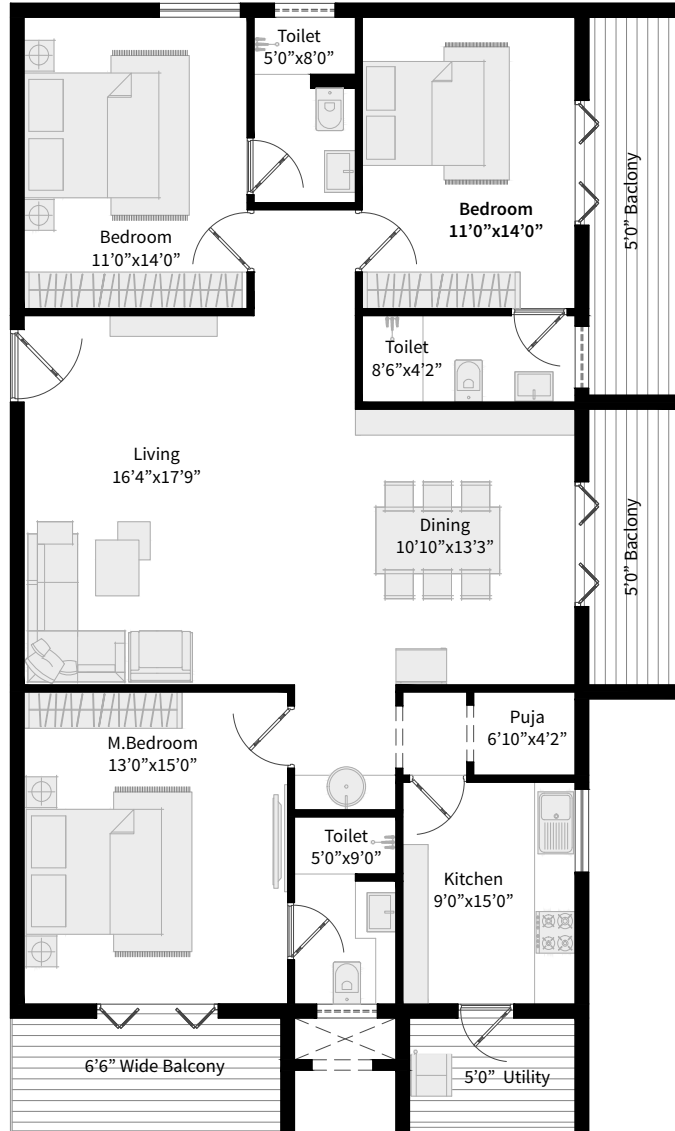 Toilet
5’0”x8’0”
Bedroom
11’0”x14’0”
Bedroom
11’0”x14’0”
5’0” Baclony
Toilet
8’6”x4’2”
Living
16’4”x17’9”
Dining
10’10”x13’3”
5’0” Baclony
M.Bedroom
13’0”x15’0”
Puja
6’10”x4’2”
Toilet
5’0”x9’0”
Kitchen
9’0”x15’0”
6’6” Wide Balcony
5’0” Utility